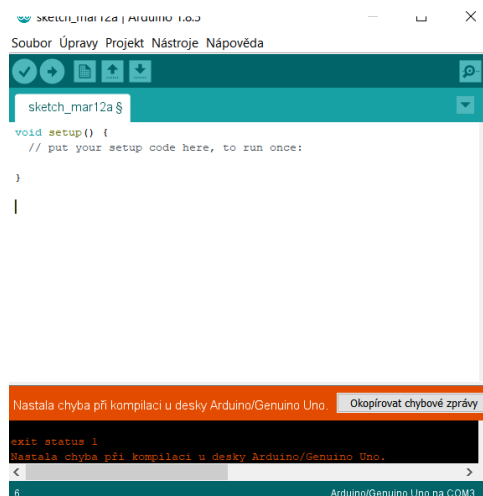 sketch_mar12a | Arduino 1.8.5
Soubor Úpravy Projekt Nástroje Nápověda
sketch_mar12a §
void setup() {
// put your setup code here, to run once:
}
Nastala chyba při kompilaci u desky Arduino/Genuino Uno.
Okopírovat chybové zprávy
exit status 1
Nastala chyba při kompilaci u desky Arduino/Genuino Uno.
6
Arduino/Genuino Uno na COM3